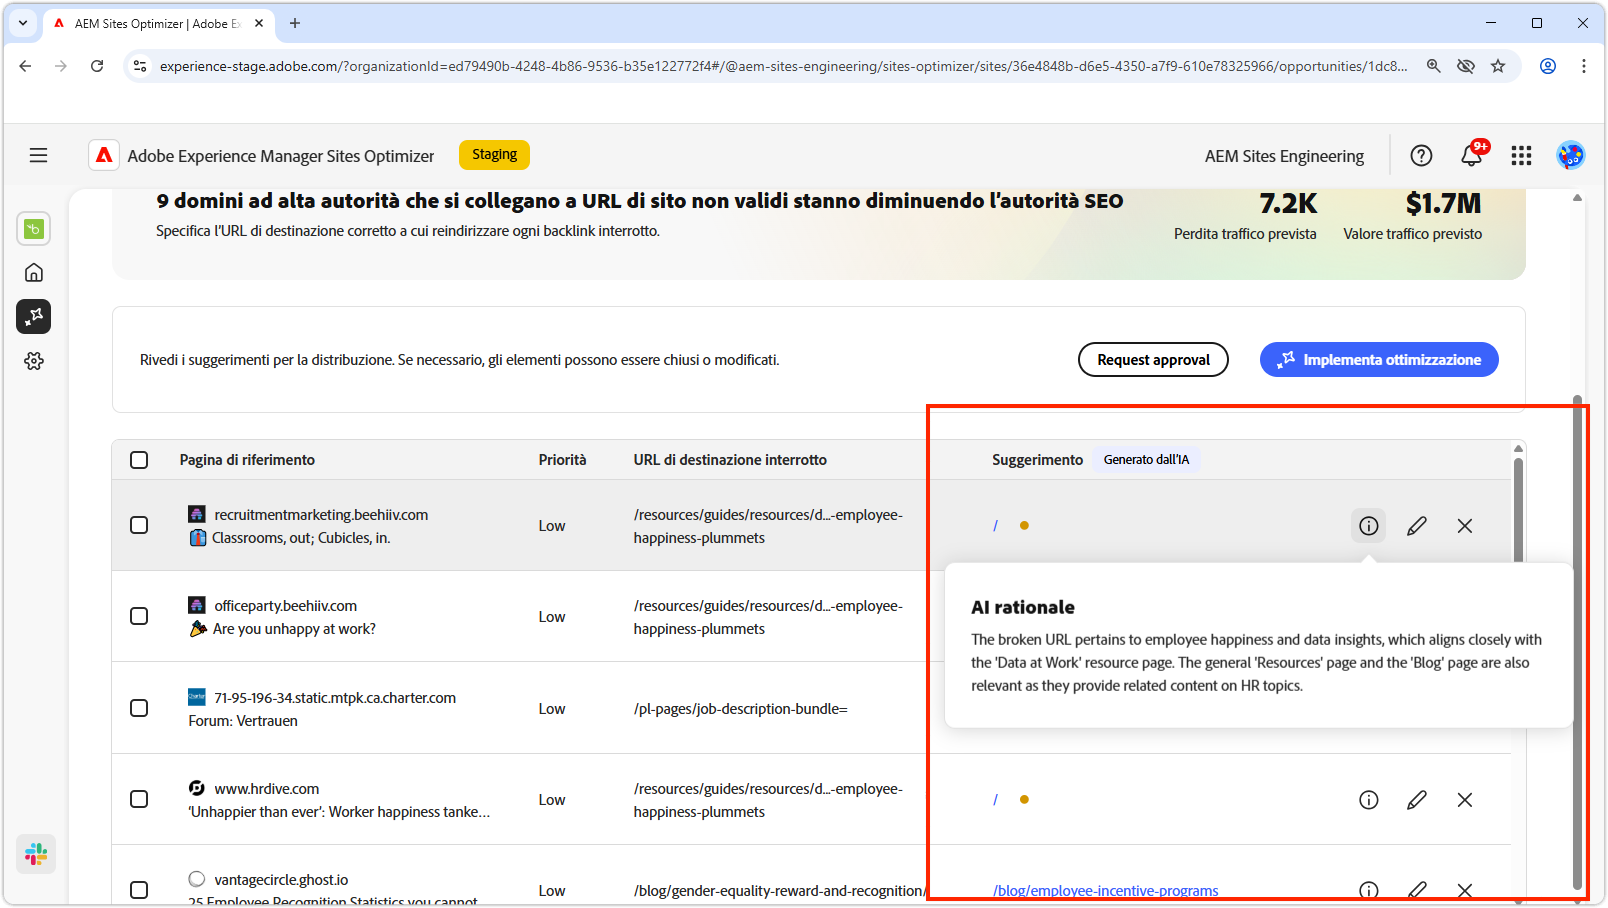 AEM Sites Optimizer | Adobe Ex
experience-stage.adobe.com/?organizationId=ed79490b-4248-4b86-9536-b35e122772f4#/@aem-sites-engineering/sites-optimizer/sites/36e4848b-d6e5-4350-a7f9-610e78325966/opportunities/1dc8...
Adobe Experience Manager Sites Optimizer
Staging
AEM Sites Engineering
9+
9 domini ad alta autorità che si collegano a URL di sito non validi stanno diminuendo l'autorità SEO
7.2K
$1.7M
Specifica l'URL di destinazione corretto a cui reindirizzare ogni backlink interrotto.
Perdita traffico prevista
Valore traffico previsto
Rivedi i suggerimenti per la distribuzione. Se necessario, gli elementi possono essere chiusi o modificati.
Request approval
Implementa ottimizzazione
Pagina di riferimento
Priorità
URL di destinazione interrotto
Suggerimento
Generato dall'IA
recruitmentmarketing.beehiiv.com
Classrooms, out; Cubicles, in.
Low
/resources/guides/resources/d...-employee-
happiness-plummets
/
officeparty.beehiiv.com
Are you unhappy at work?
Low
/resources/guides/resources/d...-employee-
happiness-plummets
AI rationale
The broken URL pertains to employee happiness and data insights, which aligns closely with
the 'Data at Work' resource page. The general 'Resources' page and the 'Blog' page are also
relevant as they provide related content on HR topics.
71-95-196-34.static.mtpk.ca.charter.com
Forum: Vertrauen
Low
/pl-pages/job-description-bundle=
www.hrdive.com
'Unhappier than ever': Worker happiness tanke...
Low
/resources/guides/resources/d...-employee-
happiness-plummets
/
vantagecircle.ghost.io
25 Employee Recognition Statistics you cannot
Low
/blog/gender-equality-reward-and-recognition/
/blog/employee-incentive-programs